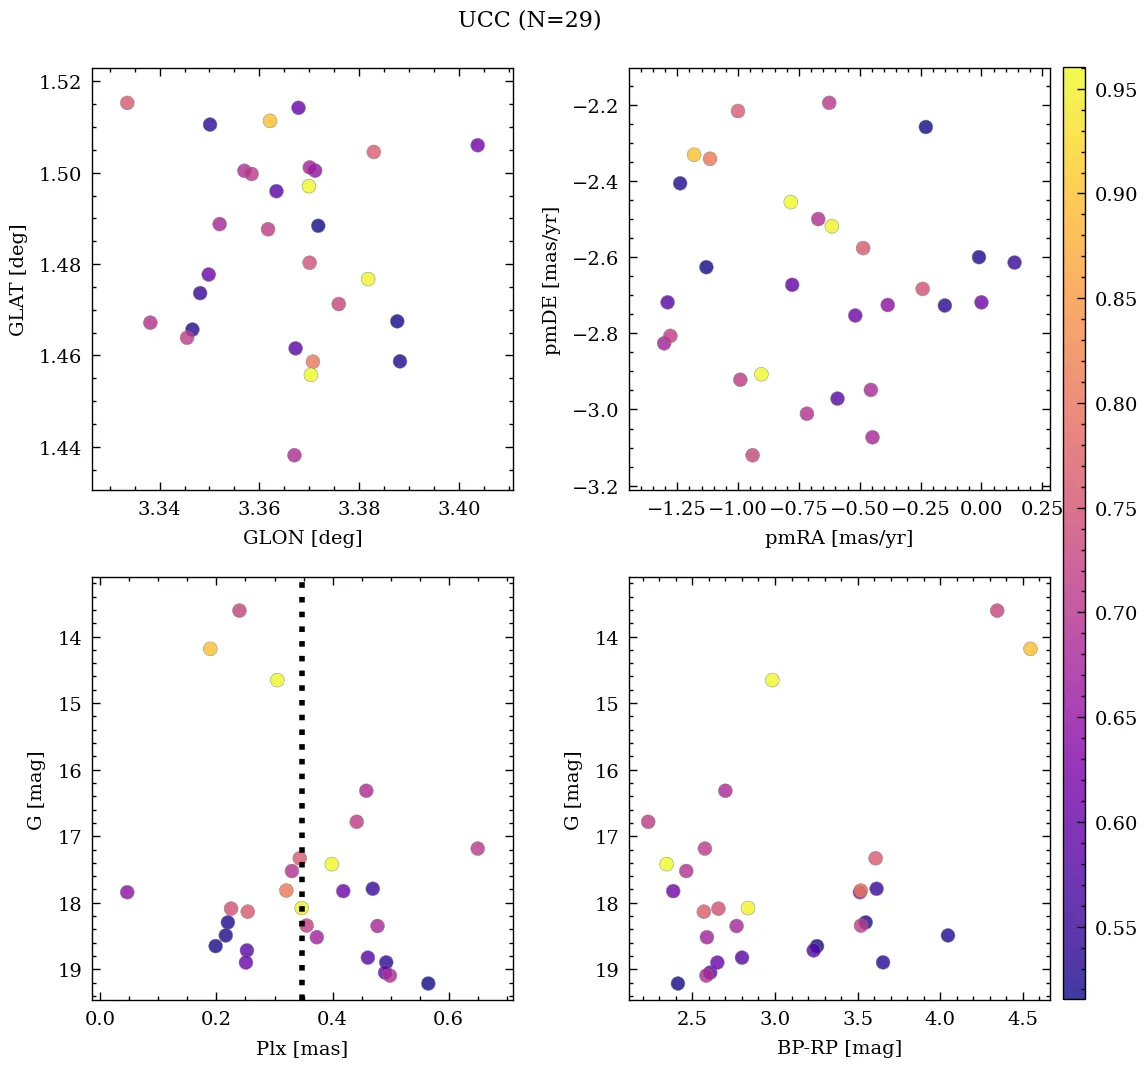 UCC (N=29)
1.52
1.50
1.48
1.46
1.44
GLAT [deg]
3.34 3.36 3.38 3.40
GLON [deg]
−2.2
−2.4
−2.6
−2.8
−3.0
−3.2
pmDE [mas/yr]
−1.25 −1.00 −0.75 −0.50 −0.25 0.00 0.25
pmRA [mas/yr]
14
15
16
17
18
19
G [mag]
0.0 0.2 0.4 0.6
Plx [mas]
14
15
16
17
18
19
G [mag]
2.5 3.0 3.5 4.0 4.5
BP-RP [mag]
0.95
0.90
0.85
0.80
0.75
0.70
0.65
0.60
0.55